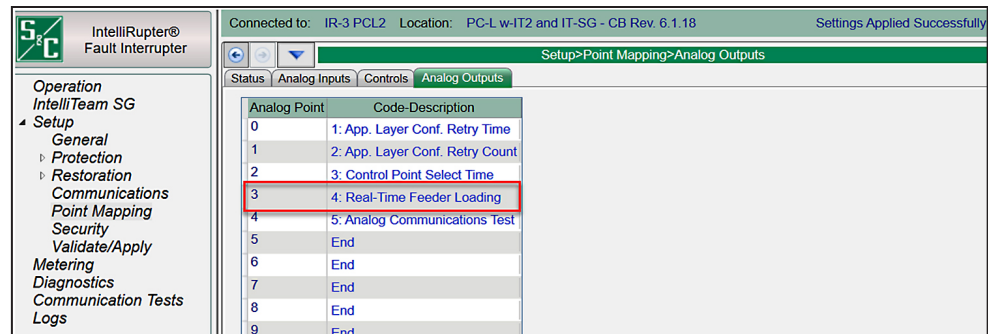 S&C
IntelliRupter®
Fault Interrupter
Connected to: IR-3 PCL2 Location: PC-L w-IT2 and IT-SG - CB Rev. 6.1.18 Settings Applied Successfully
Setup>Point Mapping>Analog Outputs
Status Analog Inputs Controls Analog Outputs
Operation
IntelliTeam SG
Setup
General
Protection
Restoration
Communications
Point Mapping
Security
Validate/Apply
Metering
Diagnostics
Communication Tests
Logs
Analog Point Code-Description
0 1: App. Layer Conf. Retry Time
1 2: App. Layer Conf. Retry Count
2 3: Control Point Select Time
3 4: Real-Time Feeder Loading
4 5: Analog Communications Test
5 End
6 End
7 End
8 End
9 End